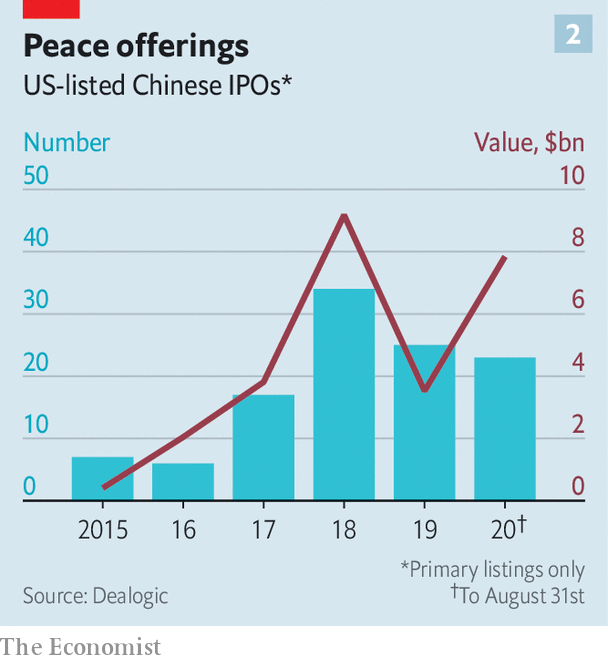 Peace offerings
2
US-listed Chinese IPOs*
Number
Value, $bn
50
10
40
8
30
6
20
4
10
2
0
0
2015 16 17 18 19 20†
*Primary listings only
Source: Dealogic
†To August 31st
The Economist